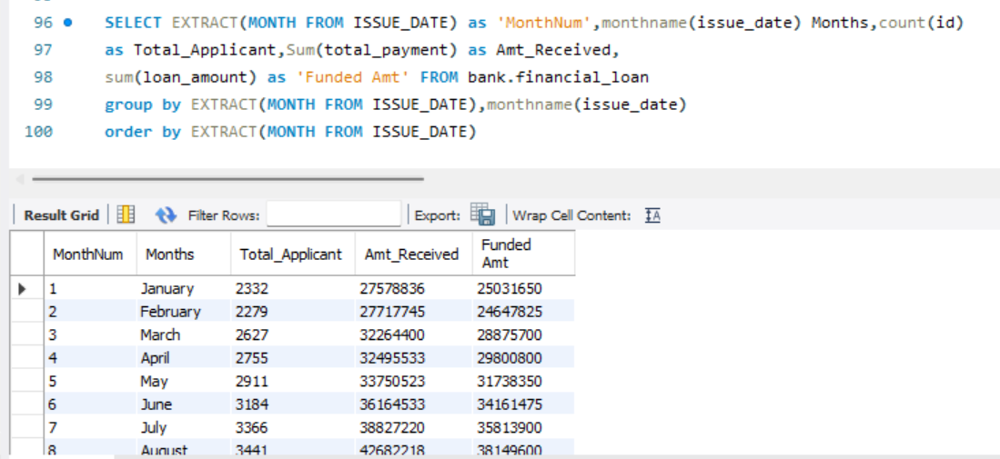 96 SELECT EXTRACT(MONTH FROM ISSUE_DATE) as 'MonthNum',monthname(issue_date) Months,count(id)
97 as Total_Applicant,Sum(total_payment) as Amt_Received,
98 sum(loan_amount) as 'Funded Amt' FROM bank.financial_loan
99 group by EXTRACT(MONTH FROM ISSUE_DATE),monthname(issue_date)
100 order by EXTRACT(MONTH FROM ISSUE_DATE)
Result Grid Filter Rows: Export: Wrap Cell Content: IA
MonthNum Months Total_Applicant Amt_Received Funded Amt
1 January 2332 27578836 25031650
2 February 2279 27717745 24647825
3 March 2627 32264400 28875700
4 April 2755 32495533 29800800
5 May 2911 33750523 31738350
6 June 3184 36164533 34161475
7 July 3366 38827220 35813900
8 August 3441 42682218 38149600